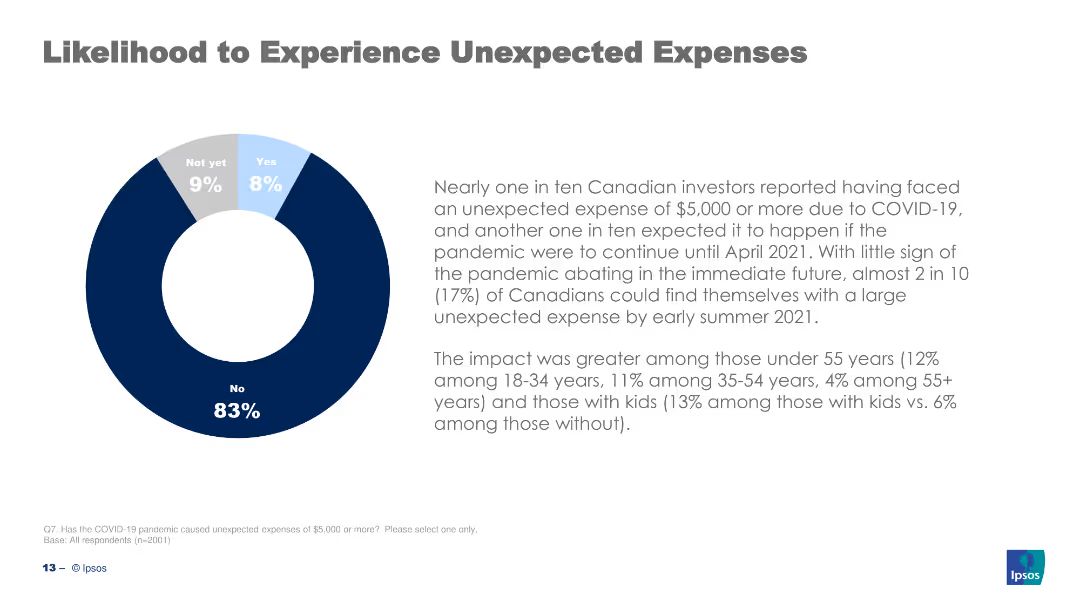 Likelihood to Experience Unexpected Expenses
Not yet
9%
Yes
8%
No
83%
Nearly one in ten Canadian investors reported having faced
an unexpected expense of $5,000 or more due to COVID-19,
and another one in ten expected it to happen if the
pandemic were to continue until April 2021. With little sign of
the pandemic abating in the immediate future, almost 2 in 10
(17%) of Canadians could find themselves with a large
unexpected expense by early summer 2021.
The impact was greater among those under 55 years (12%
among 18-34 years, 11% among 35-54 years, 4% among 55+
years) and those with kids (13% among those with kids vs. 6%
among those without).
Q7. Has the COVID-19 pandemic caused unexpected expenses of $5,000 or more? Please select one only.
Base: All respondents (n=2001)
13 – © Ipsos
Ipsos